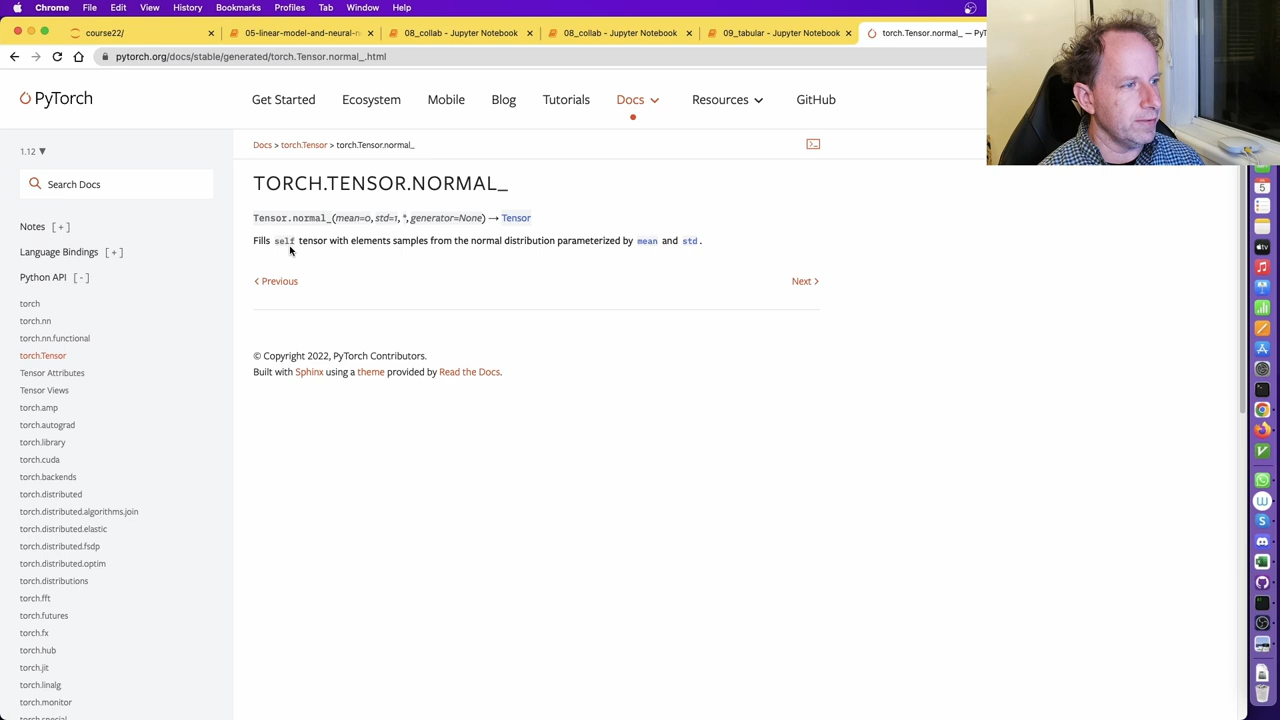 Chrome File Edit View History Bookmarks Profiles Tab Window Help
course22/
05-linear-model-and-neural-n
08_collab - Jupyter Notebook
08_collab - Jupyter Notebook
09_tabular - Jupyter Notebook
torch.Tensor.normal_ — PyT
pytorch.org/docs/stable/generated/torch.Tensor.normal_.html
PyTorch
Get Started Ecosystem Mobile Blog Tutorials Docs Resources GitHub
1.12 ▼
Search Docs
Notes [+]
Language Bindings [+]
Python API [-]
torch
torch.nn
torch.nn.functional
torch.Tensor
Tensor Attributes
Tensor Views
torch.amp
torch.autograd
torch.library
torch.cuda
torch.backends
torch.distributed
torch.distributed.algorithms.join
torch.distributed.elastic
torch.distributed.fsdp
torch.distributed.optim
torch.distributions
torch.fft
torch.futures
torch.fx
torch.hub
torch.jit
torch.linalg
torch.monitor
torch.special
Docs > torch.Tensor > torch.Tensor.normal_
TORCH.TENSOR.NORMAL_
Tensor.normal_(mean=0, std=1, *, generator=None) → Tensor
Fills self tensor with elements samples from the normal distribution parameterized by mean and std.
Previous
Next
© Copyright 2022, PyTorch Contributors.
Built with Sphinx using a theme provided by Read the Docs.
5